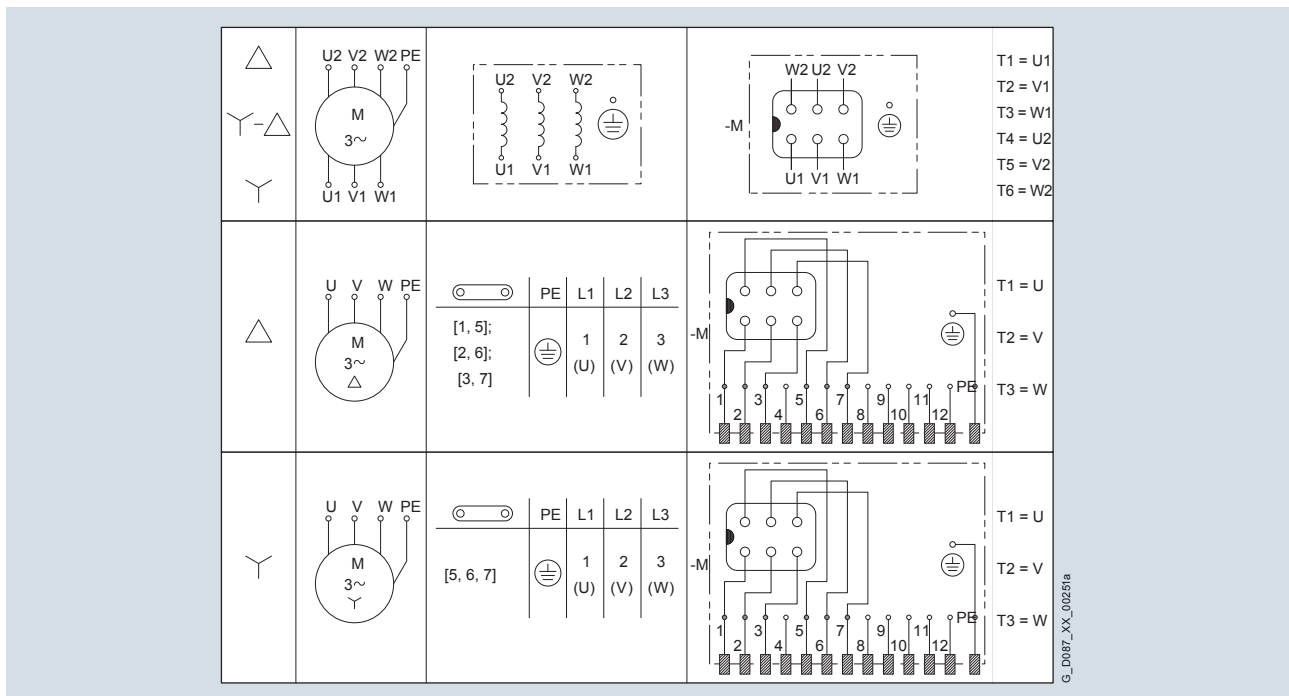 U2 V2 W2 PE
M
3~
U1 V1 W1
U2 V2 W2
U1 V1 W1
-M
W2 U2 V2
U1 V1 W1
T1 = U1
T2 = V1
T3 = W1
T4 = U2
T5 = V2
T6 = W2
U V W PE
M
3~
PE L1 L2 L3
[1, 5];
[2, 6];
[3, 7]
1 2 3
(U) (V) (W)
-M
PE
1 2 3 4 5 6 7 8 9 10 11 12
T1 = U
T2 = V
T3 = W
U V W PE
M
3~
PE L1 L2 L3
[5, 6, 7]
1 2 3
(U) (V) (W)
-M
PE
1 2 3 4 5 6 7 8 9 10 11 12
T1 = U
T2 = V
T3 = W
G_D087_XX_00251a